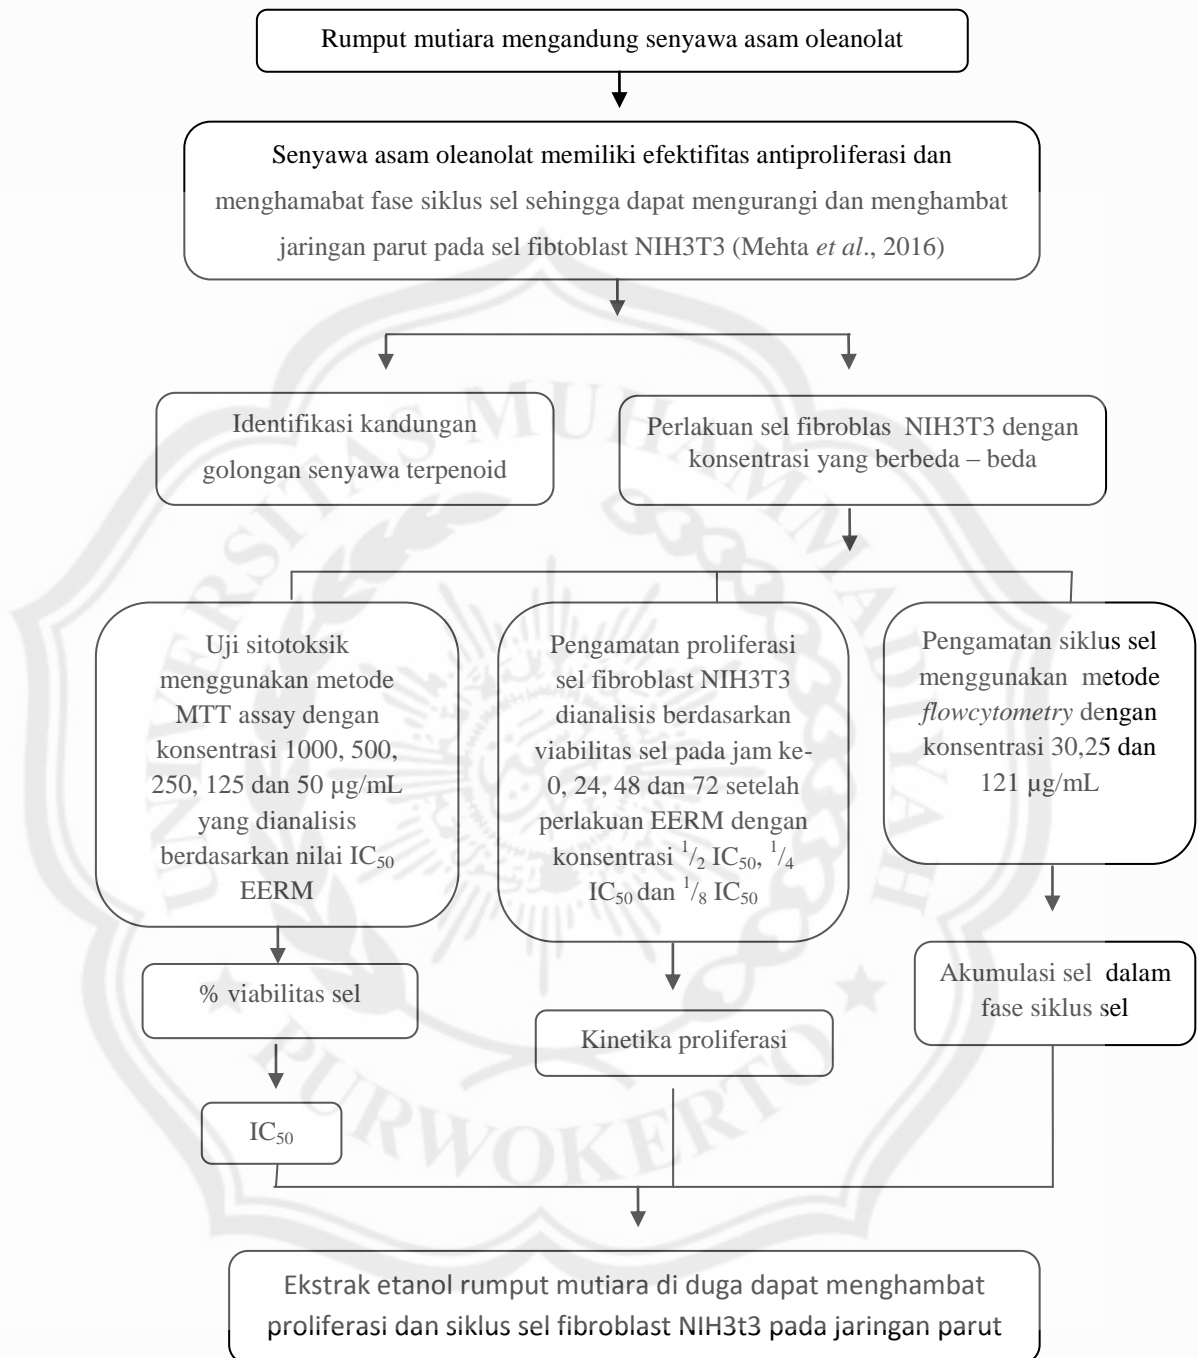 Rumput mutiara mengandung senyawa asam oleanolat
Senyawa asam oleanolat memiliki efektifitas antiproliferasi dan
menghamabat fase siklus sel sehingga dapat mengurangi dan menghambat
jaringan parut pada sel fibtoblast NIH3T3 (Mehta et al., 2016)
Identifikasi kandungan
golongan senyawa terpenoid
Perlakuan sel fibroblas NIH3T3 dengan
konsentrasi yang berbeda – beda
Uji sitotoksik
menggunakan metode
MTT assay dengan
konsentrasi 1000, 500,
250, 125 dan 50 µg/mL
yang dianalisis
berdasarkan nilai IC₅₀
EERM
Pengamatan proliferasi
sel fibroblast NIH3T3
dianalisis berdasarkan
viabilitas sel pada jam ke-
0, 24, 48 dan 72 setelah
perlakuan EERM dengan
konsentrasi ¹/₂ IC₅₀, ¹/₄
IC₅₀ dan ¹/₈ IC₅₀
Pengamatan siklus sel
menggunakan metode
flowcytometry dengan
konsentrasi 30,25 dan
121 µg/mL
% viabilitas sel
Kinetika proliferasi
Akumulasi sel dalam
fase siklus sel
IC₅₀
Ekstrak etanol rumput mutiara di duga dapat menghambat
proliferasi dan siklus sel fibroblast NIH3t3 pada jaringan parut
UNIVERSITAS MUHAMMADIYAH
PURWOKERTO